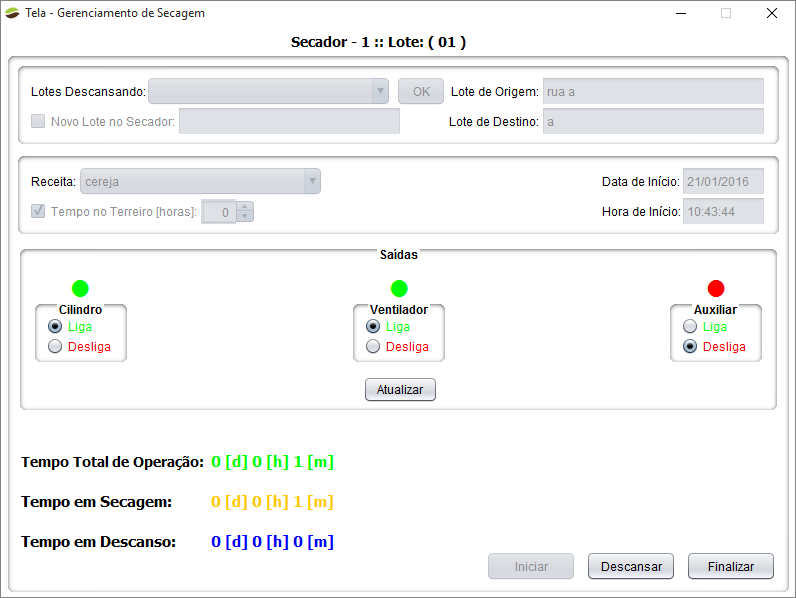 Tela - Gerenciamento de Secagem
Secador - 1 :: Lote: ( 01 )
Lotes Descansando: OK Lote de Origem: rua a
Novo Lote no Secador: Lote de Destino: a
Receita: cereja Data de Início: 21/01/2016
Tempo no Terreiro [horas]: 0 Hora de Início: 10:43:44
Saídas
Cilindro Ventilador Auxiliar
Liga Liga Liga
Desliga Desliga Desliga
Atualizar
Tempo Total de Operação: 0 [d] 0 [h] 1 [m]
Tempo em Secagem: 0 [d] 0 [h] 1 [m]
Tempo em Descanso: 0 [d] 0 [h] 0 [m]
Iniciar Descansar Finalizar